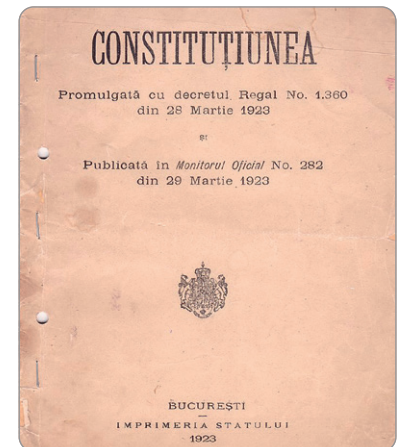 CONSTITUȚIUNEA
Promulgată cu decretul Regal No. 1.360
din 28 Martie 1923
și
Publicată în Monitorul Oficial No. 282
din 29 Martie 1923
BUCUREȘTI
IMPRIMERIA STATULUI
1923